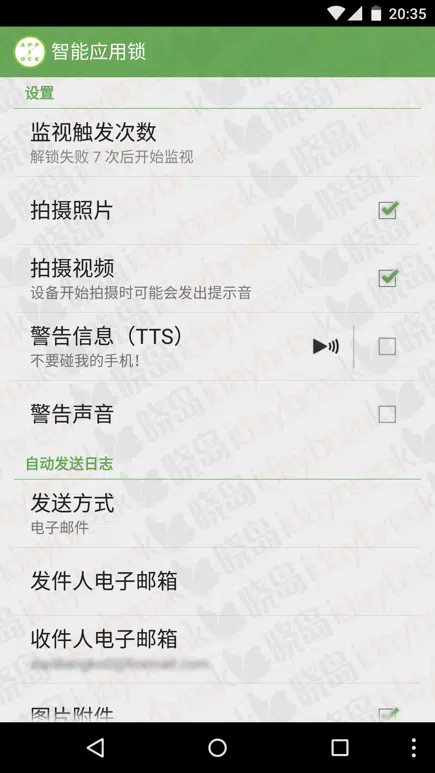 20:35
APP
L
OCK
智能应用锁
设置
监视触发次数
解锁失败 7 次后开始监视
拍摄照片
拍摄视频
设备开始拍摄时可能会发出提示音
警告信息（TTS）
不要碰我的手机！
警告声音
自动发送日志
发送方式
电子邮件
发件人电子邮箱
收件人电子邮箱
图片附件